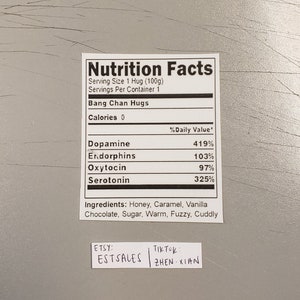 Nutrition Facts
Serving Size 1 Hug (100g)
Servings Per Container 1
Bang Chan Hugs
Calories 0
%Daily Value*
Dopamine 419%
Endorphins 103%
Oxytocin 97%
Serotonin 325%
Ingredients: Honey, Caramel, Vanilla
Chocolate, Sugar, Warm, Fuzzy, Cuddly
ETSY: TIKTOK:
ESTSALES ZHEN.XIAN